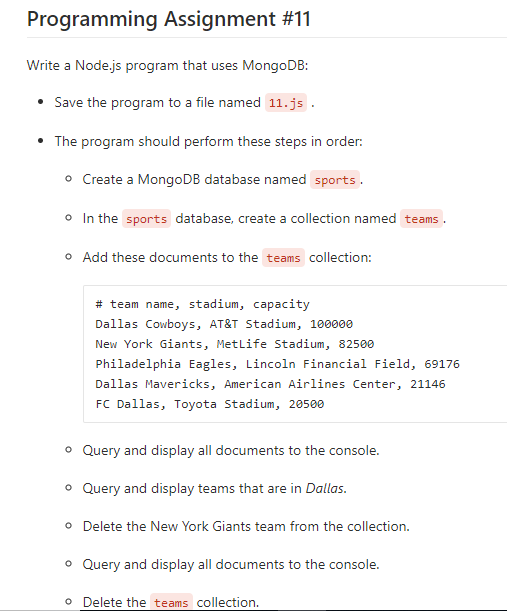 Programming Assignment #11
Write a Node.js program that uses MongoDB:
Save the program to a file named 11.js .
The program should perform these steps in order:
Create a MongoDB database named sports.
In the sports database, create a collection named teams.
Add these documents to the teams collection:
# team name, stadium, capacity
Dallas Cowboys, AT&T Stadium, 100000
New York Giants, MetLife Stadium, 82500
Philadelphia Eagles, Lincoln Financial Field, 69176
Dallas Mavericks, American Airlines Center, 21146
FC Dallas, Toyota Stadium, 20500
Query and display all documents to the console.
Query and display teams that are in Dallas.
Delete the New York Giants team from the collection.
Query and display all documents to the console.
Delete the teams collection.